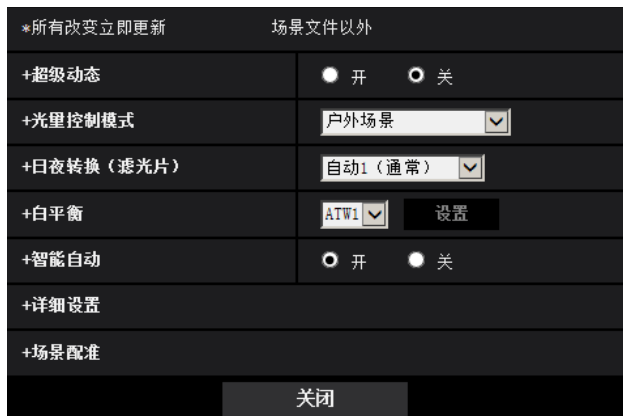 *所有改变立即更新 场景文件以外
+超级动态 开 关
+光量控制模式 户外场景
+日夜转换（滤光片） 自动1（通常）
+白平衡 ATW1 设置
+智能自动 开 关
+详细设置
+场景配准
关闭